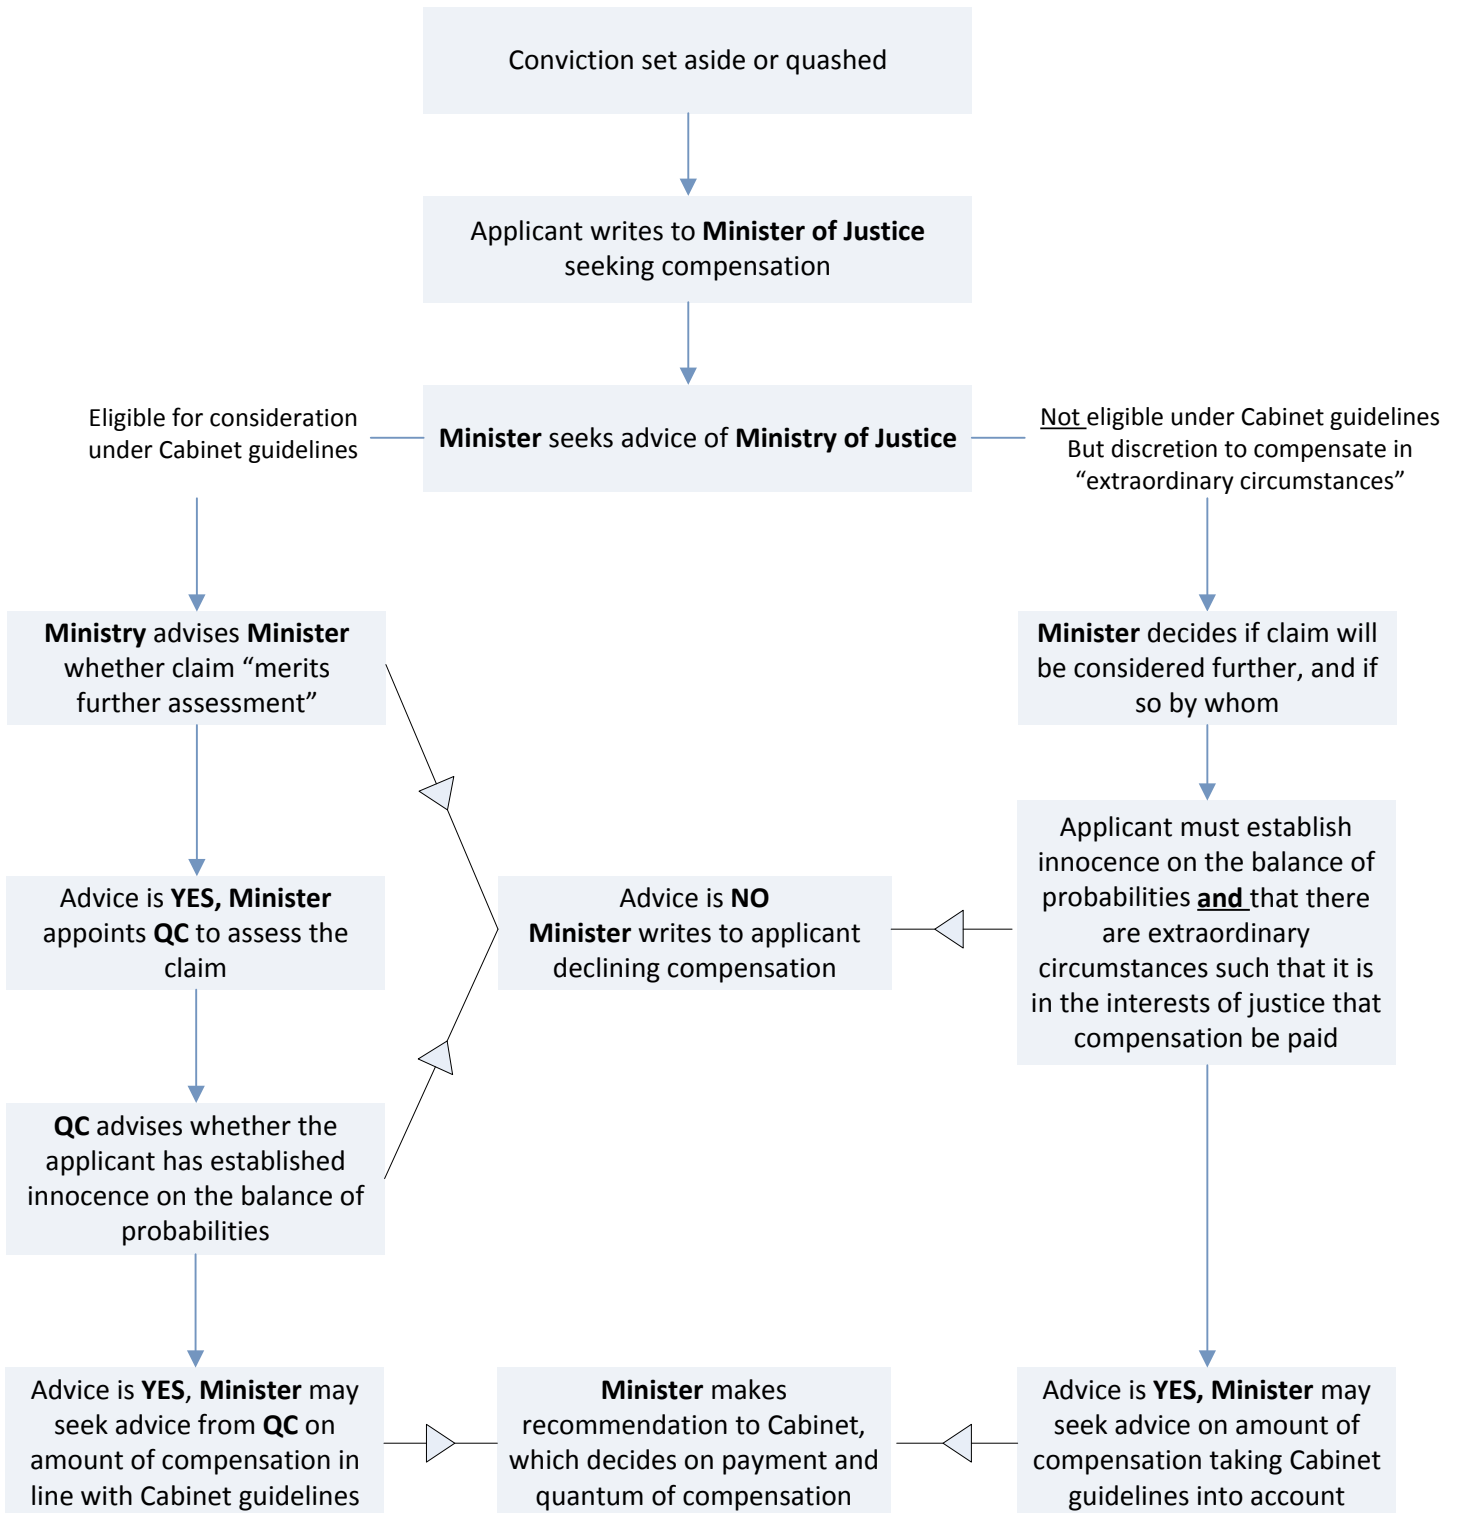 Conviction set aside or quashed
Applicant writes to Minister of Justice
seeking compensation
Eligible for consideration
under Cabinet guidelines
Minister seeks advice of Ministry of Justice
Not eligible under Cabinet guidelines
But discretion to compensate in
“extraordinary circumstances”
Ministry advises Minister
whether claim “merits
further assessment”
Minister decides if claim will
be considered further, and if
so by whom
Advice is YES, Minister
appoints QC to assess the
claim
Advice is NO
Minister writes to applicant
declining compensation
Applicant must establish
innocence on the balance of
probabilities and that there
are extraordinary
circumstances such that it is
in the interests of justice that
compensation be paid
QC advises whether the
applicant has established
innocence on the balance of
probabilities
Advice is YES, Minister may
seek advice from QC on
amount of compensation in
line with Cabinet guidelines
Minister makes
recommendation to Cabinet,
which decides on payment and
quantum of compensation
Advice is YES, Minister may
seek advice on amount of
compensation taking Cabinet
guidelines into account